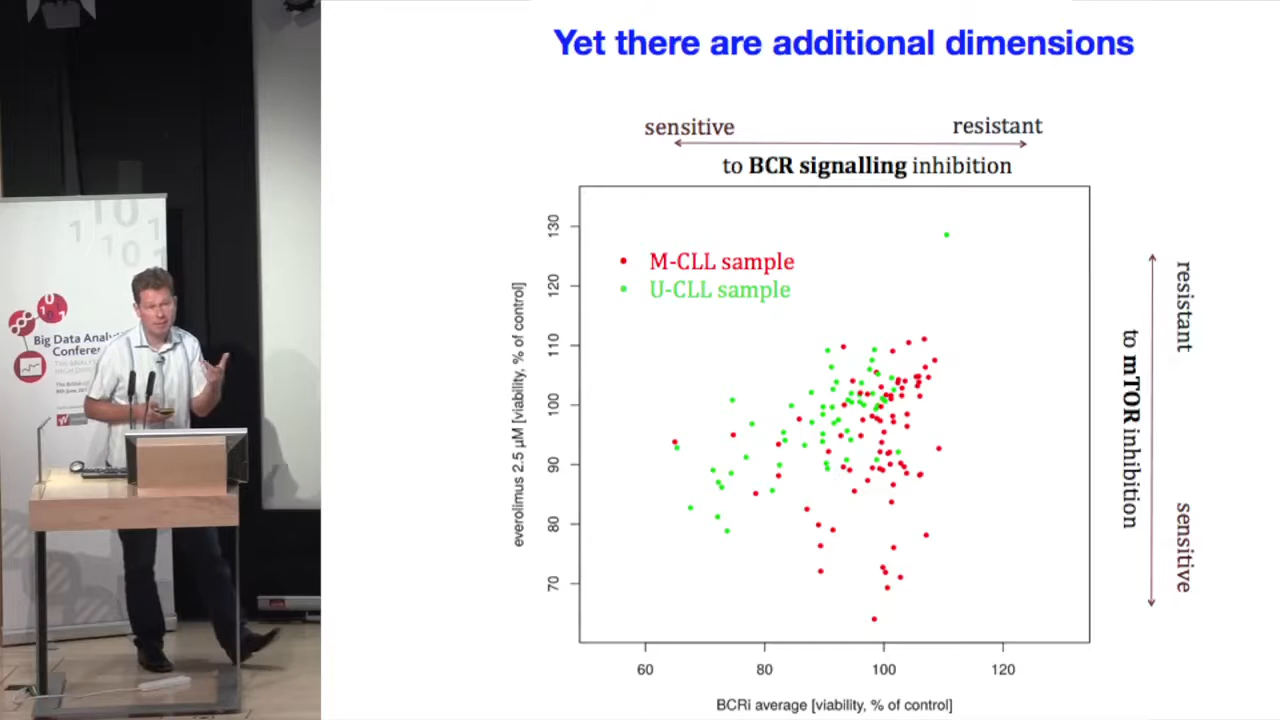 Yet there are additional dimensions
sensitive
resistant
to BCR signalling inhibition
M-CLL sample
U-CLL sample
everolimus 2.5 µM [viability, % of control]
130
120
110
100
90
80
70
60
80
100
120
BCRi average [viability, % of control]
resistant
to mTOR inhibition
sensitive
Big Data